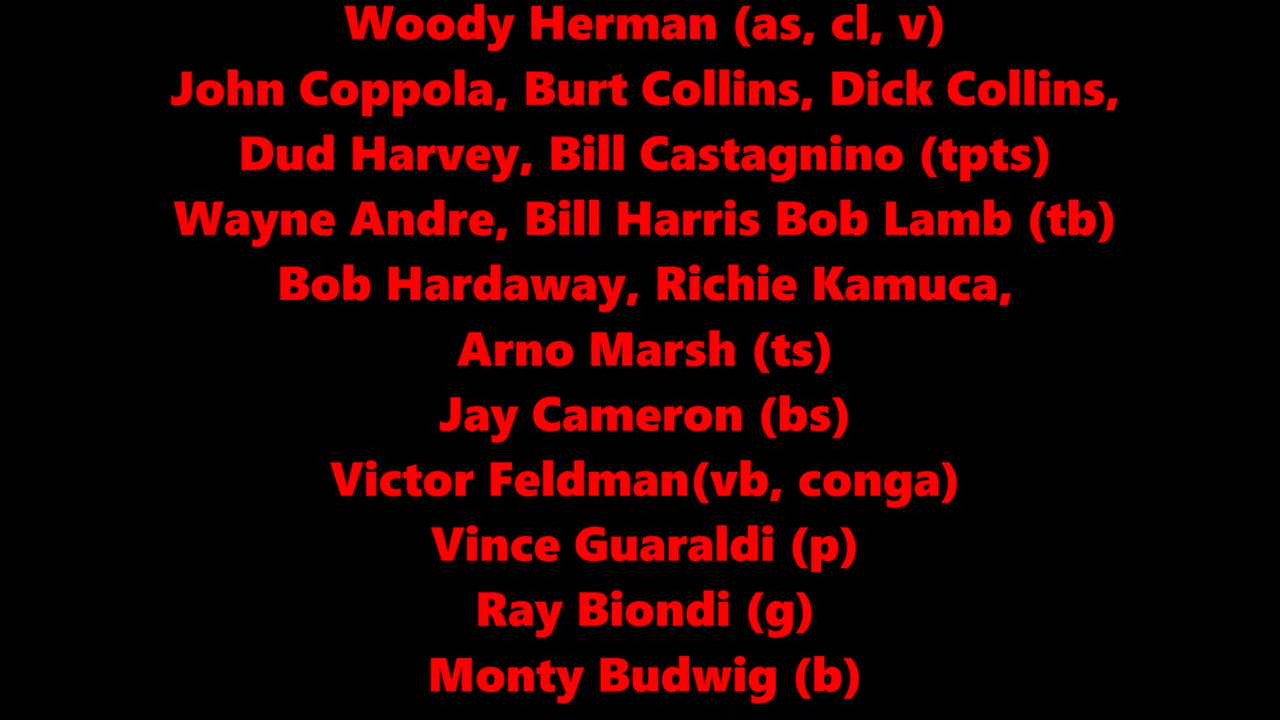 Woody Herman (as, cl, v)
John Coppola, Burt Collins, Dick Collins,
Dud Harvey, Bill Castagnino (tpts)
Wayne Andre, Bill Harris Bob Lamb (tb)
Bob Hardaway, Richie Kamuca,
Arno Marsh (ts)
Jay Cameron (bs)
Victor Feldman(vb, conga)
Vince Guaraldi (p)
Ray Biondi (g)
Monty Budwig (b)